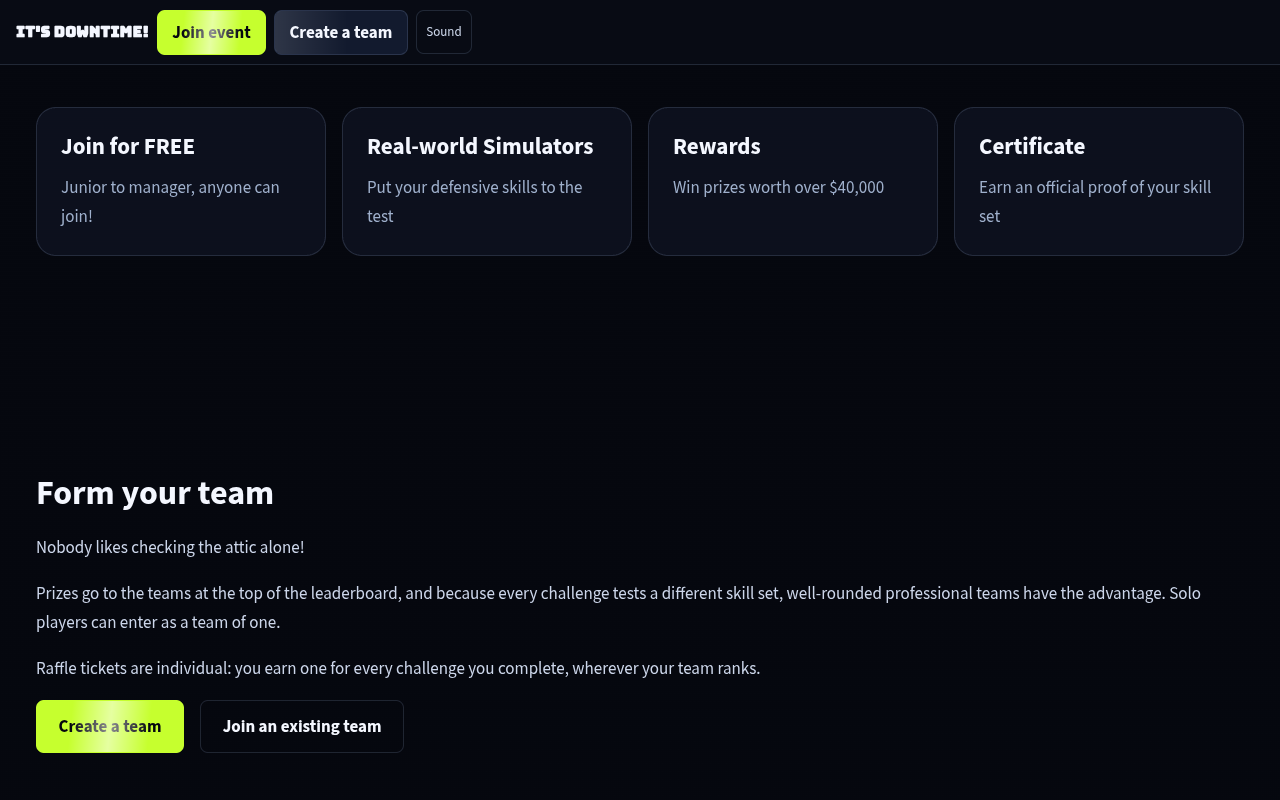 IT'S DOWNTIME!
Join event
Create a team
Sound
Join for FREE
Junior to manager, anyone can
join!
Real-world Simulators
Put your defensive skills to the
test
Rewards
Win prizes worth over $40,000
Certificate
Earn an official proof of your skill
set
Form your team
Nobody likes checking the attic alone!
Prizes go to the teams at the top of the leaderboard, and because every challenge tests a different skill set, well-rounded professional teams have the advantage. Solo
players can enter as a team of one.
Raffle tickets are individual: you earn one for every challenge you complete, wherever your team ranks.
Create a team
Join an existing team